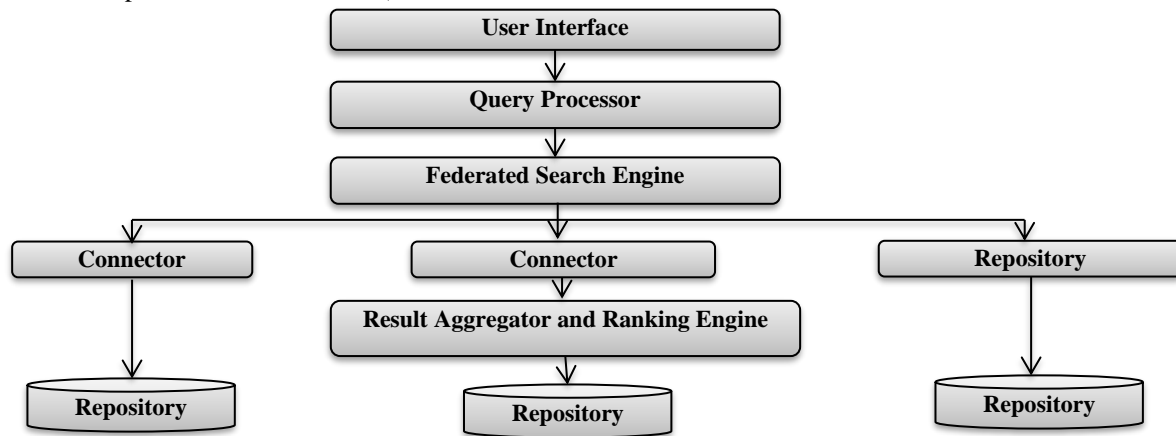 User Interface
Query Processor
Federated Search Engine
Connector
Connector
Repository
Result Aggregator and Ranking Engine
Repository
Repository
Repository